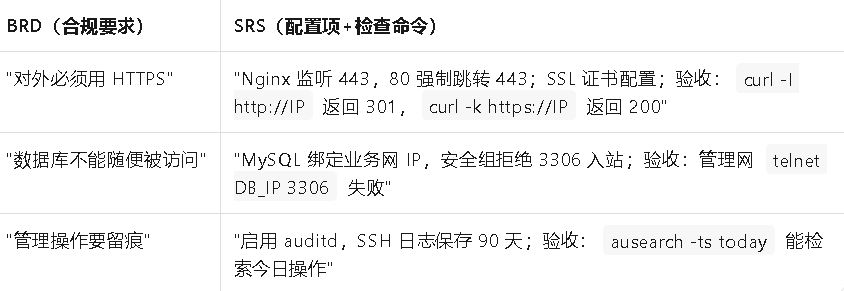 BRD（合规要求） SRS（配置项+检查命令）
"对外必须用 HTTPS" "Nginx 监听 443，80 强制跳转 443；SSL 证书配置；验收： curl -I
http://IP 返回 301， curl -k https://IP 返回 200"
"数据库不能随便被访问" "MySQL 绑定业务网 IP，安全组拒绝 3306 入站；验收：管理网 telnet
DB_IP 3306 失败"
"管理操作要留痕" "启用 auditd，SSH 日志保存 90 天；验收： ausearch -ts today 能检
索今日操作"